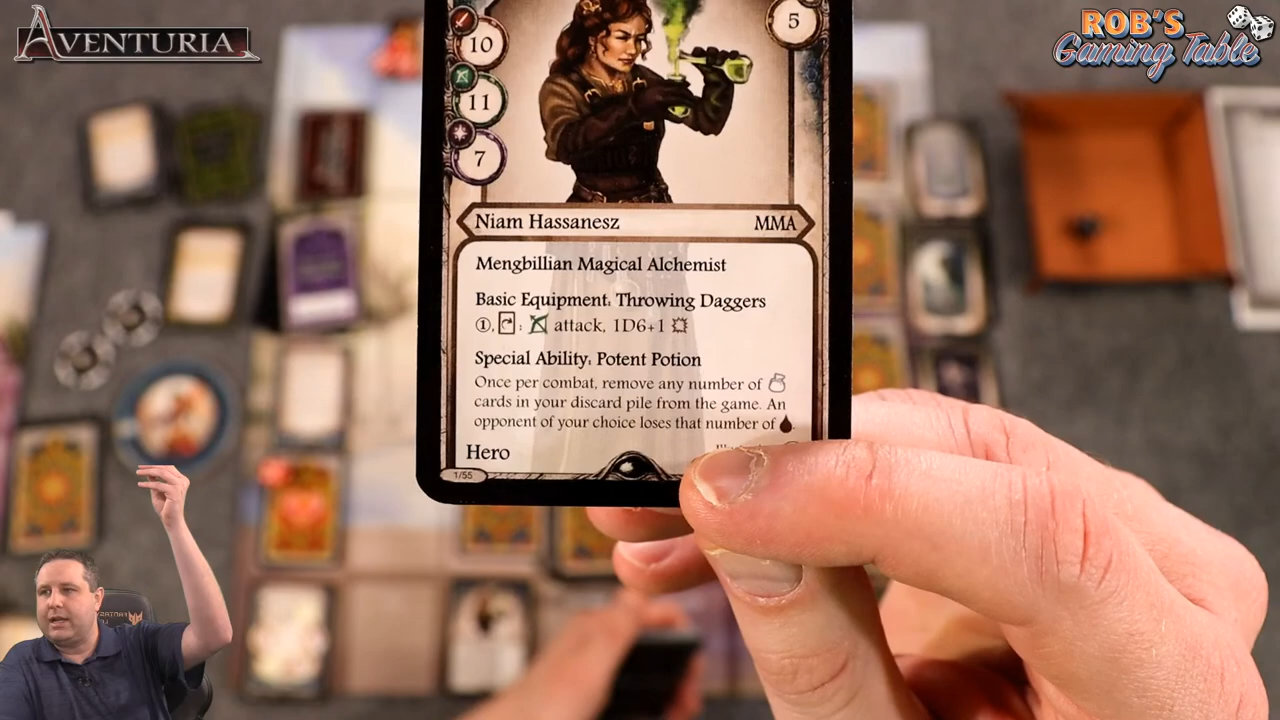 AVENTURIA
ROB'S
Gaming Table
10
5
11
7
Niam Hassanesz MMA
Mengbillian Magical Alchemist
Basic Equipment: Throwing Daggers
①, : attack, 1D6+1
Special Ability: Potent Potion
Once per combat, remove any number of
cards in your discard pile from the game. An
opponent of your choice loses that number of
Hero
1/55